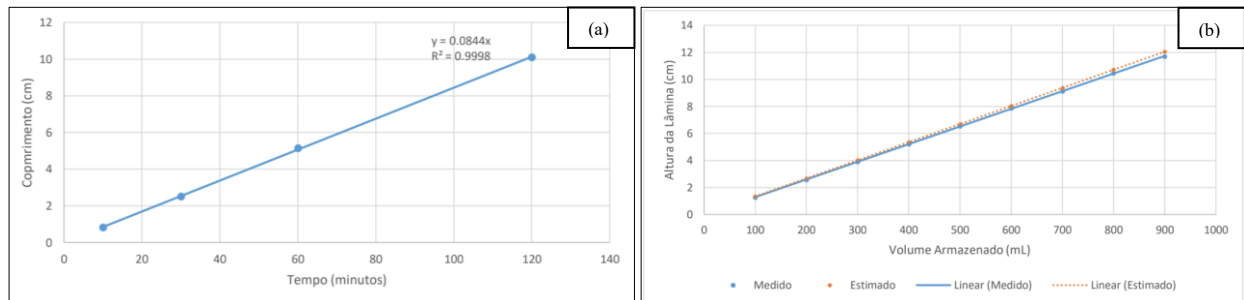 (a)
y = 0.0844x
R² = 0.9998
Copmrimento (cm)
12
10
8
6
4
2
0
0 20 40 60 80 100 120 140
Tempo (minutos)
(b)
Altura da Lâmina (cm)
14
12
10
8
6
4
2
0
0 100 200 300 400 500 600 700 800 900 1000
Volume Armazenado (mL)
Medido Estimado Linear (Medido) Linear (Estimado)